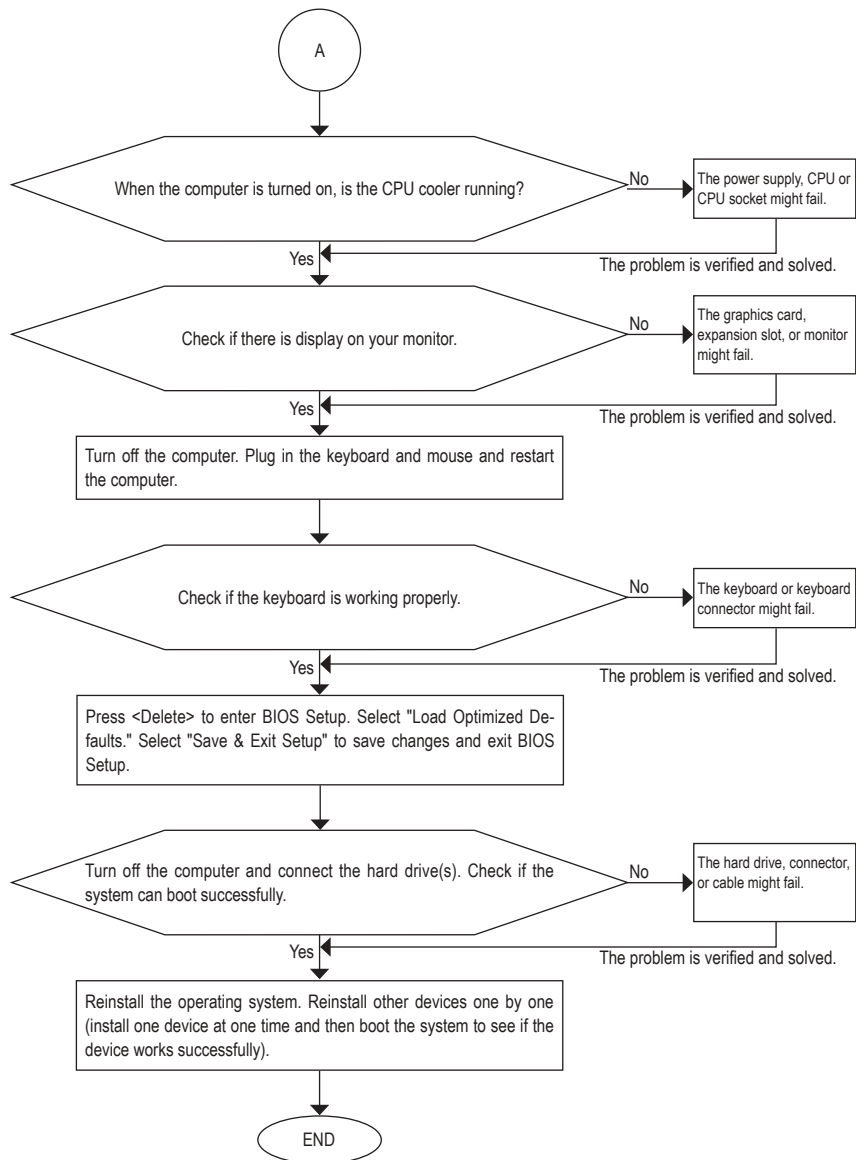 A
When the computer is turned on, is the CPU cooler running?
No
The power supply, CPU or
CPU socket might fail.
Yes
The problem is verified and solved.
Check if there is display on your monitor.
No
The graphics card,
expansion slot, or monitor
might fail.
Yes
The problem is verified and solved.
Turn off the computer. Plug in the keyboard and mouse and restart
the computer.
Check if the keyboard is working properly.
No
The keyboard or keyboard
connector might fail.
Yes
The problem is verified and solved.
Press <Delete> to enter BIOS Setup. Select "Load Optimized De-
faults." Select "Save & Exit Setup" to save changes and exit BIOS
Setup.
Turn off the computer and connect the hard drive(s). Check if the
system can boot successfully.
No
The hard drive, connector,
or cable might fail.
Yes
The problem is verified and solved.
Reinstall the operating system. Reinstall other devices one by one
(install one device at one time and then boot the system to see if the
device works successfully).
END